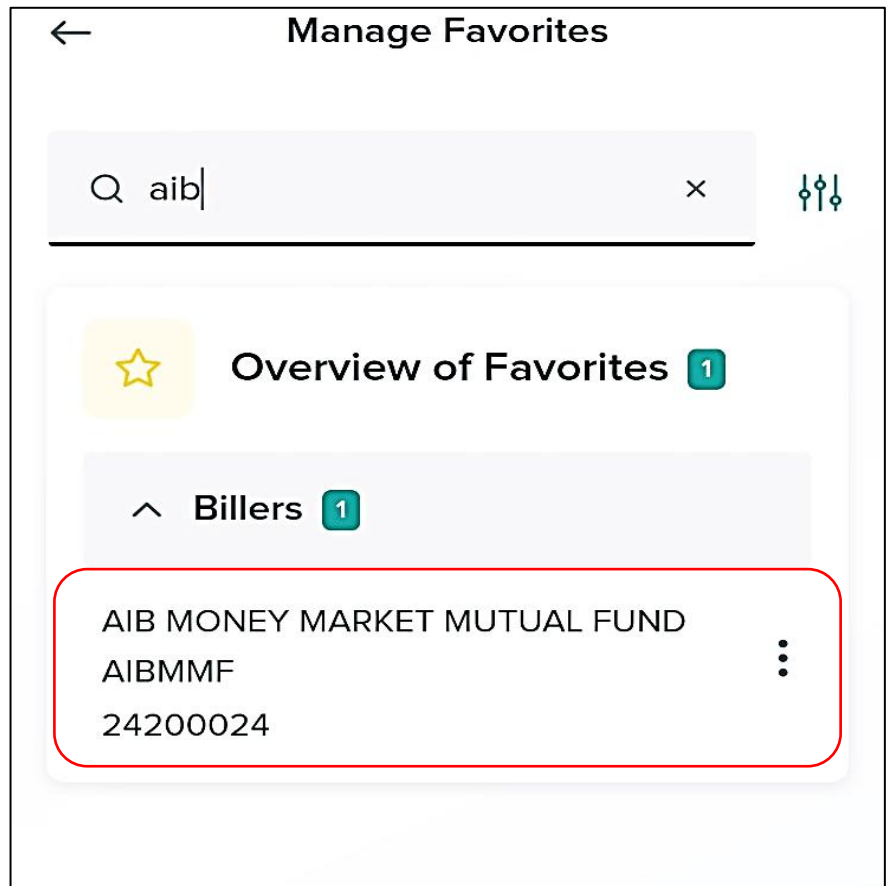 Manage Favorites
aib
Overview of Favorites 1
Billers 1
AIB MONEY MARKET MUTUAL FUND
AIBMMF
24200024